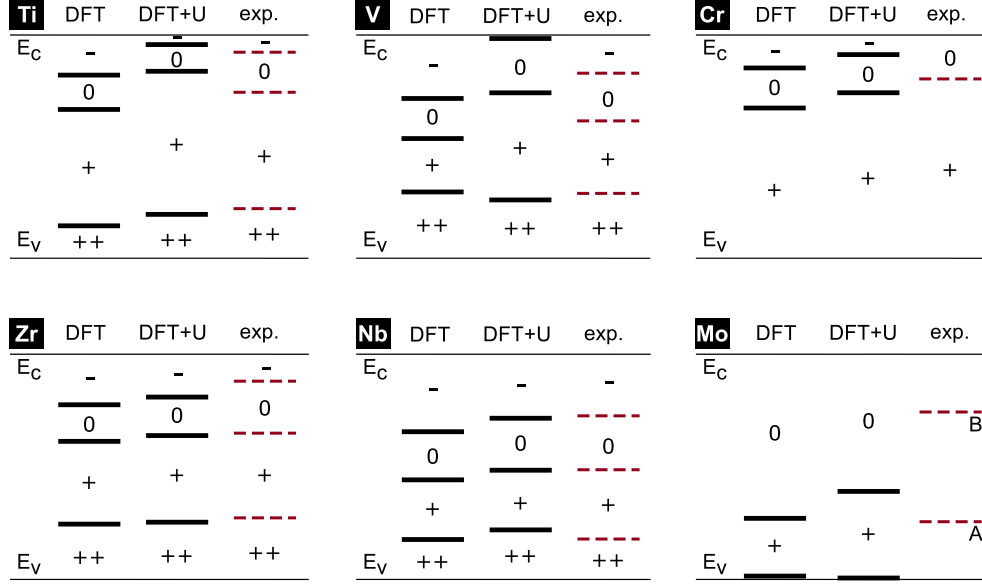 Ti DFT DFT+U exp.
E_C - - -
0 0 0
+ + +
E_V ++ ++ ++
V DFT DFT+U exp.
E_C - -
0 0 0
+ + +
E_V ++ ++ ++
Cr DFT DFT+U exp.
E_C - - 0
0 0
+ + +
E_V
Zr DFT DFT+U exp.
E_C - - -
0 0 0
+ + +
E_V ++ ++ ++
Nb DFT DFT+U exp.
E_C - - -
0 0 0
+ + +
E_V ++ ++ ++
Mo DFT DFT+U exp.
E_C
0 0 B
+ + A
E_V